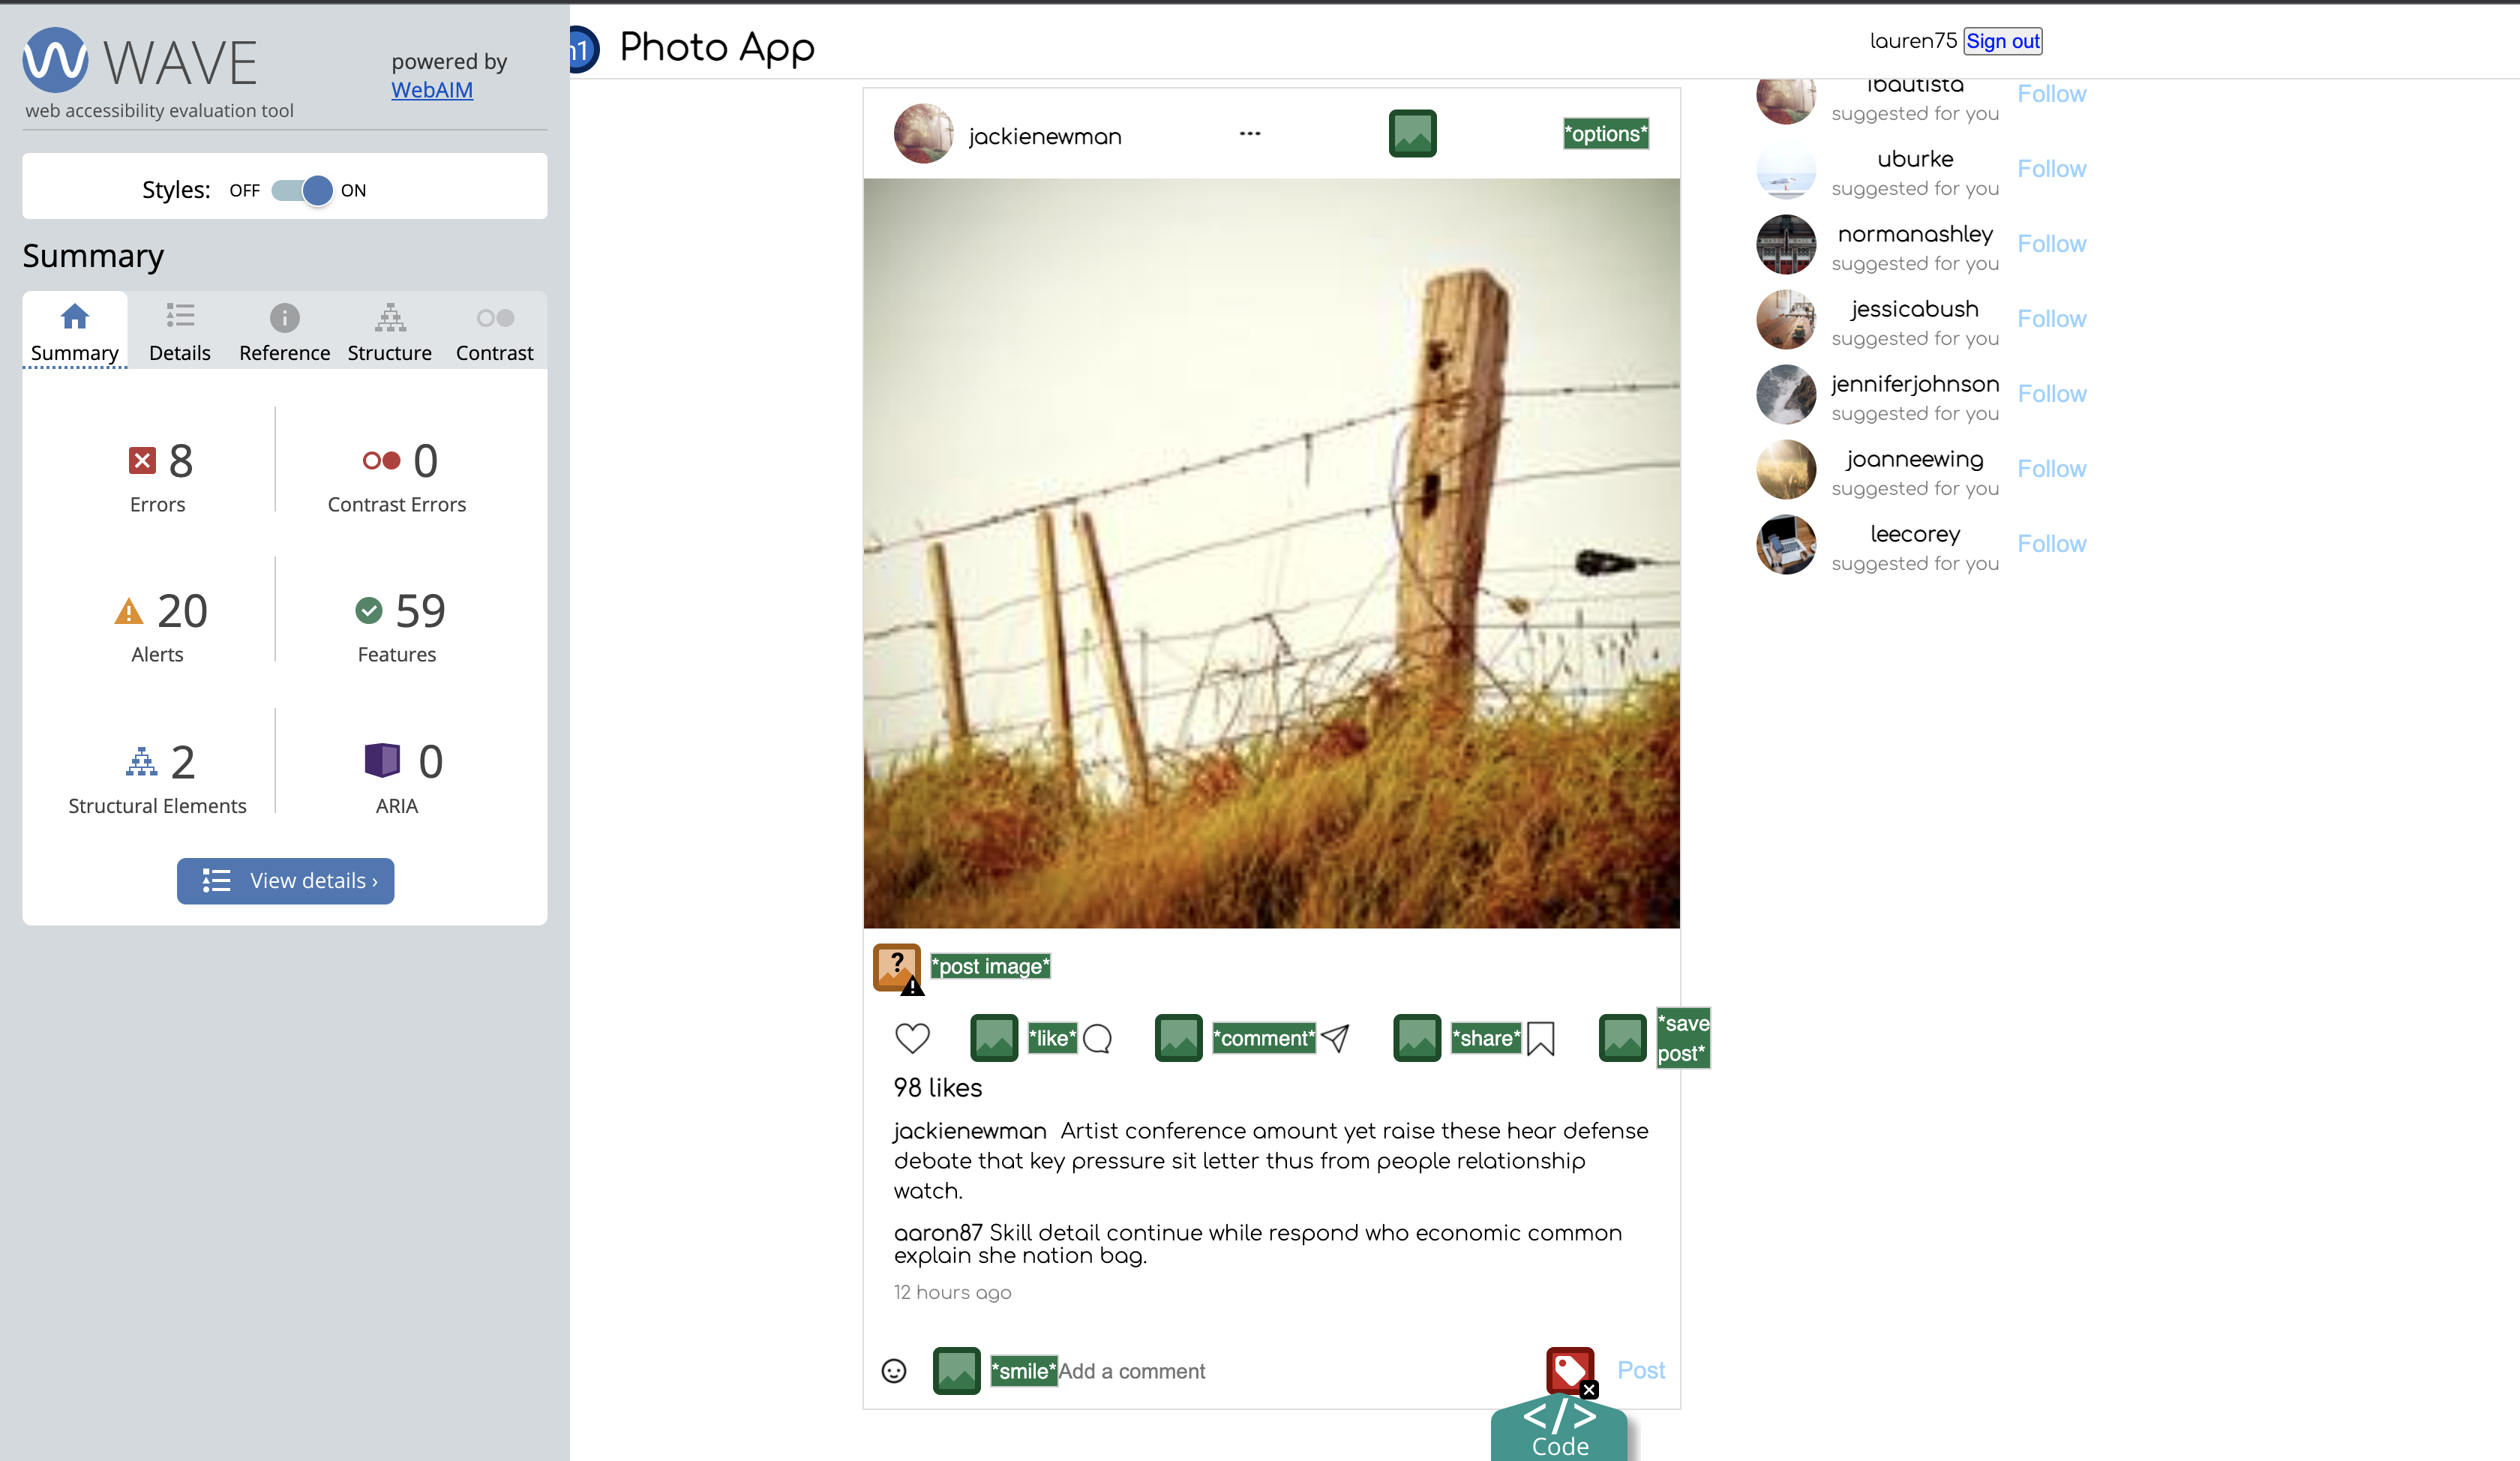 WAVE
powered by
WebAIM
web accessibility evaluation tool
Styles: OFF ON
Summary
Summary Details Reference Structure Contrast
8
Errors
0
Contrast Errors
20
Alerts
59
Features
2
Structural Elements
0
ARIA
View details ›
h1 Photo App
lauren75 Sign out
jackienewman ... *options*
*post image*
*like* *comment* *share* *save
post*
98 likes
jackienewman Artist conference amount yet raise these hear defense
debate that key pressure sit letter thus from people relationship
watch.
aaron87 Skill detail continue while respond who economic common
explain she nation bag.
12 hours ago
*smile* Add a comment Post
</> Code
ibautista
suggested for you
Follow
uburke
suggested for you
Follow
normanashley
suggested for you
Follow
jessicabush
suggested for you
Follow
jenniferjohnson
suggested for you
Follow
joanneewing
suggested for you
Follow
leecorey
suggested for you
Follow